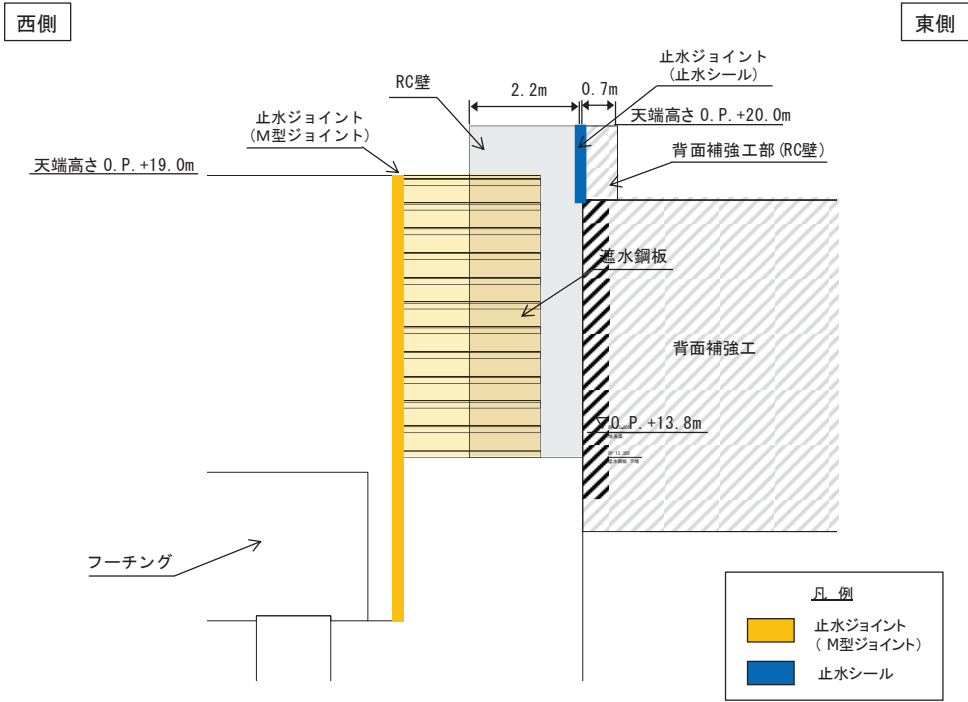 西側
東側
止水ジョイント
(止水シール)
RC壁
2.2m
0.7m
止水ジョイント
(M型ジョイント)
天端高さ O.P.+20.0m
背面補強工部(RC壁)
天端高さ O.P.+19.0m
遮水鋼板
背面補強工
O.P.+13.8m
フーチング
凡 例
止水ジョイント
( M型ジョイント)
止水シール